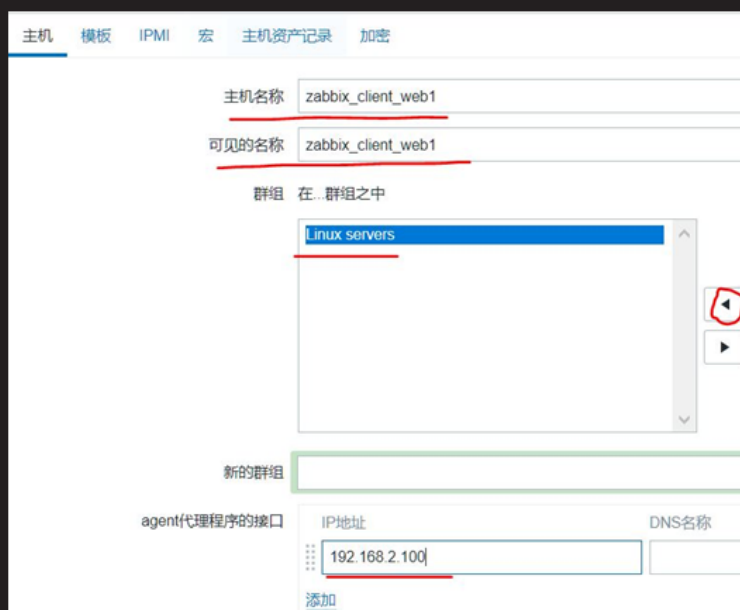 主机 模板 IPMI 宏 主机资产记录 加密
主机名称 zabbix_client_web1
可见的名称 zabbix_client_web1
群组 在...群组之中
Linux servers
新的群组
agent代理程序的接口 IP地址 DNS名称
192.168.2.100
添加